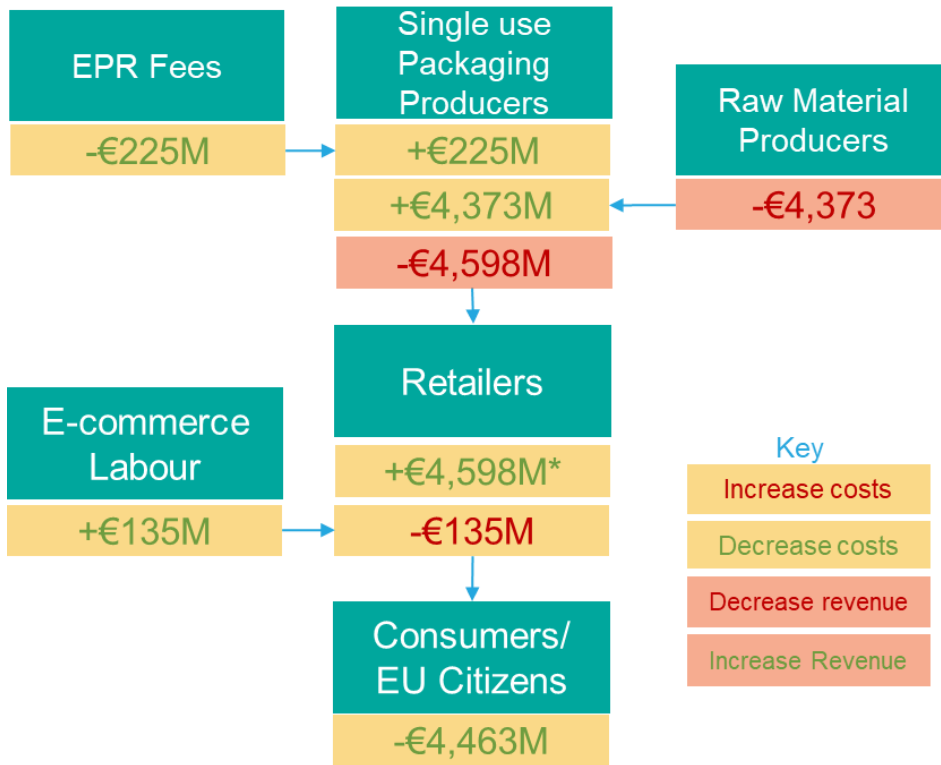 EPR Fees
-€225M
Single use
Packaging
Producers
+€225M
+€4,373M
-€4,598M
Raw Material
Producers
-€4,373
Retailers
+€4,598M*
-€135M
E-commerce
Labour
+€135M
Consumers/
EU Citizens
-€4,463M
Key
Increase costs
Decrease costs
Decrease revenue
Increase Revenue